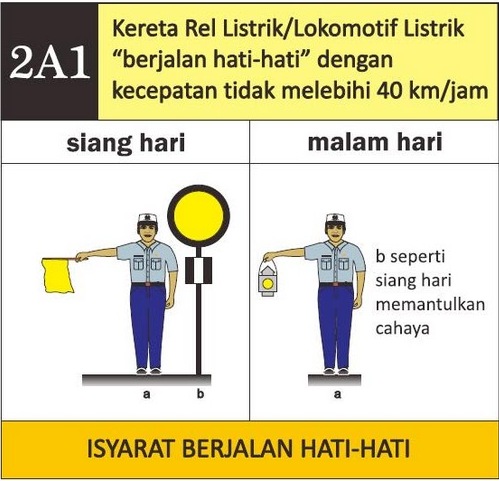 2A1
Kereta Rel Listrik/Lokomotif Listrik
“berjalan hati-hati” dengan
kecepatan tidak melebihi 40 km/jam
siang hari
malam hari
a
b
b seperti
siang hari
memantulkan
cahaya
a
ISYARAT BERJALAN HATI-HATI